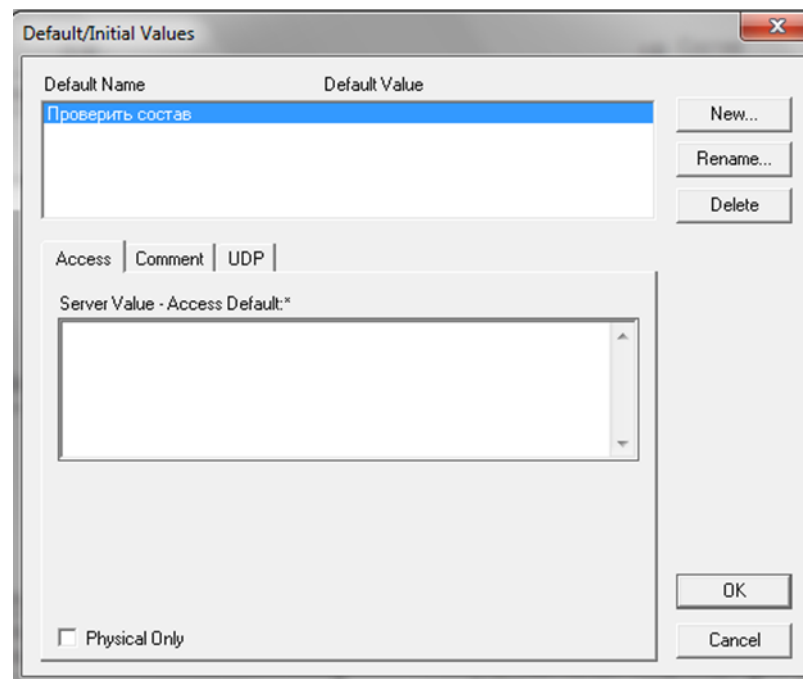 Default/Initial Values
Default Name Default Value
Проверить состав
New...
Rename...
Delete
Access Comment UDP
Server Value - Access Default:*
Physical Only
OK
Cancel